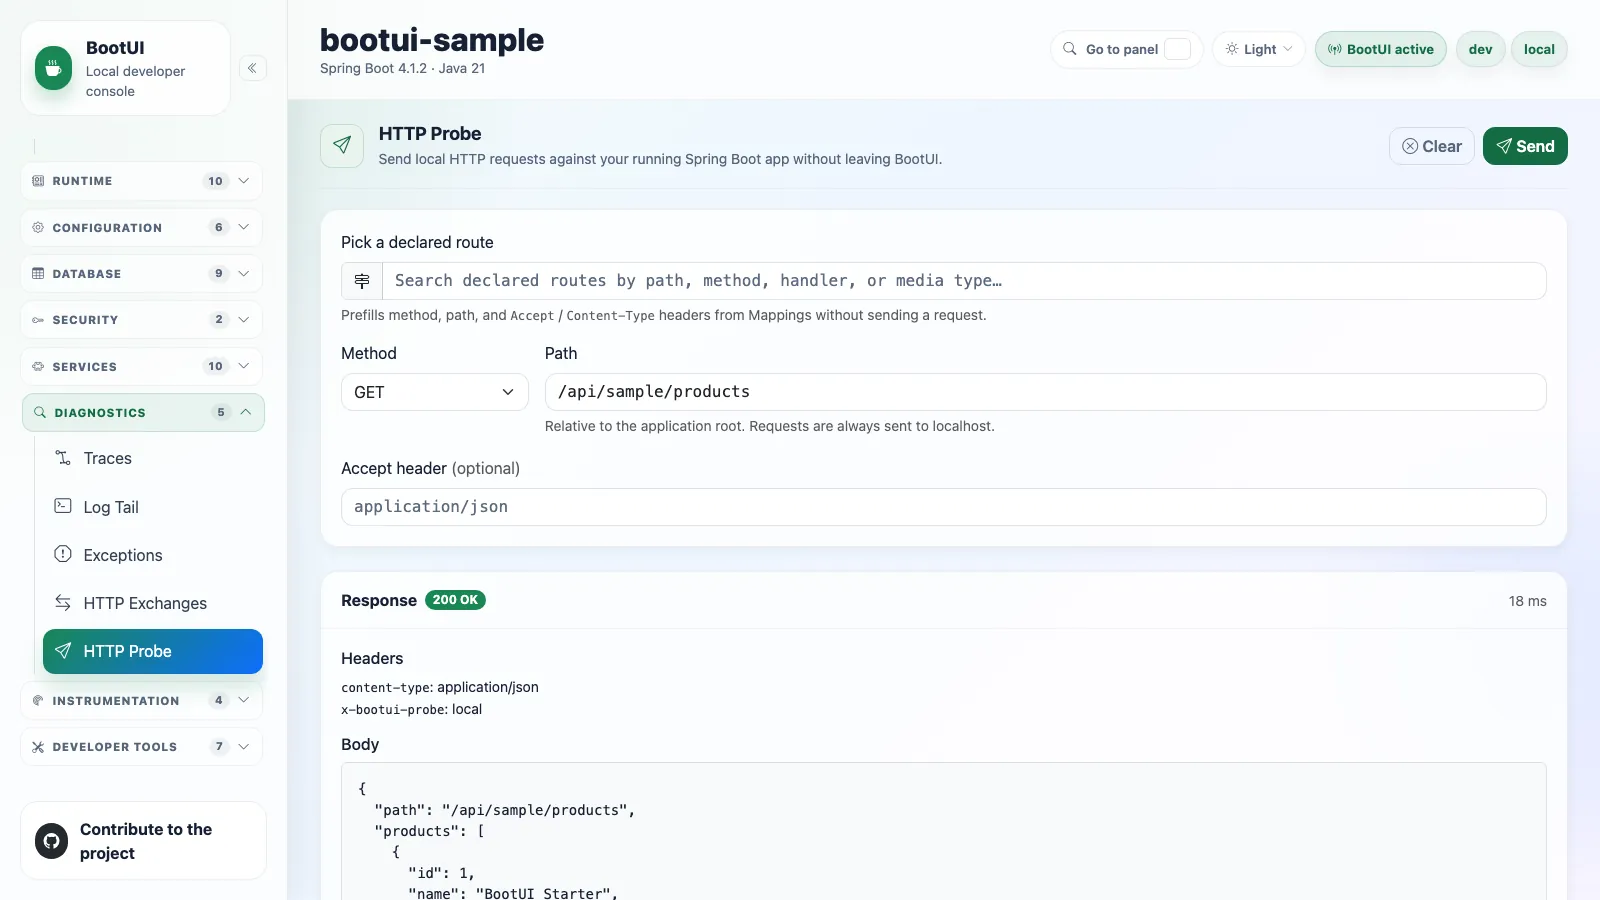 BootUI
Local developer
console
RUNTIME 10
CONFIGURATION 6
DATABASE 9
SECURITY 2
SERVICES 10
DIAGNOSTICS 5
Traces
Log Tail
Exceptions
HTTP Exchanges
HTTP Probe
INSTRUMENTATION 4
DEVELOPER TOOLS 7
Contribute to the
project
bootui-sample
Spring Boot 4.1.2 · Java 21
Go to panel
Light
BootUI active
dev
local
HTTP Probe
Send local HTTP requests against your running Spring Boot app without leaving BootUI.
Clear
Send
Pick a declared route
Search declared routes by path, method, handler, or media type…
Prefills method, path, and Accept / Content-Type headers from Mappings without sending a request.
Method
GET
Path
/api/sample/products
Relative to the application root. Requests are always sent to localhost.
Accept header (optional)
application/json
Response 200 OK
18 ms
Headers
content-type: application/json
x-bootui-probe: local
Body
{
"path": "/api/sample/products",
"products": [
{
"id": 1,
"name": "BootUI Starter",